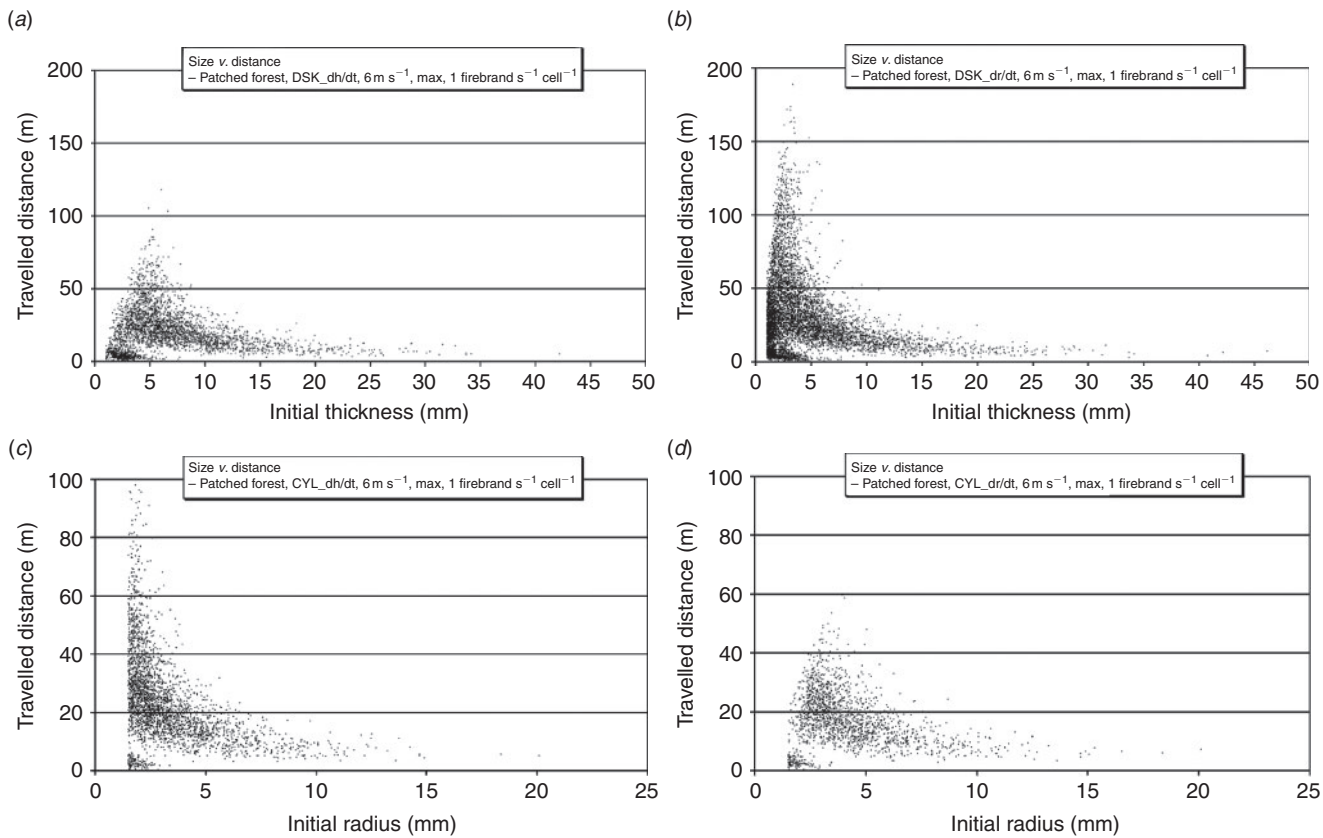 (a)
Size v. distance
– Patched forest, DSK_dh/dt, 6 m s⁻¹, max, 1 firebrand s⁻¹ cell⁻¹
200
150
100
50
0
Travelled distance (m)
0 5 10 15 20 25 30 35 40 45 50
Initial thickness (mm)
(b)
Size v. distance
– Patched forest, DSK_dr/dt, 6 m s⁻¹, max, 1 firebrand s⁻¹ cell⁻¹
200
150
100
50
0
Travelled distance (m)
0 5 10 15 20 25 30 35 40 45 50
Initial thickness (mm)
(c)
Size v. distance
– Patched forest, CYL_dh/dt, 6 m s⁻¹, max, 1 firebrand s⁻¹ cell⁻¹
100
80
60
40
20
0
Travelled distance (m)
0 5 10 15 20 25
Initial radius (mm)
(d)
Size v. distance
– Patched forest, CYL_dr/dt, 6 m s⁻¹, max, 1 firebrand s⁻¹ cell⁻¹
100
80
60
40
20
0
Travelled distance (m)
0 5 10 15 20 25
Initial radius (mm)